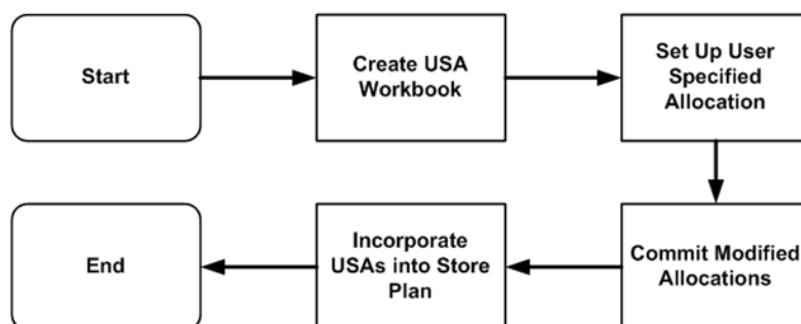 Start
Create USA
Workbook
Set Up User
Specified
Allocation
Commit Modified
Allocations
Incorporate
USAs into Store
Plan
End